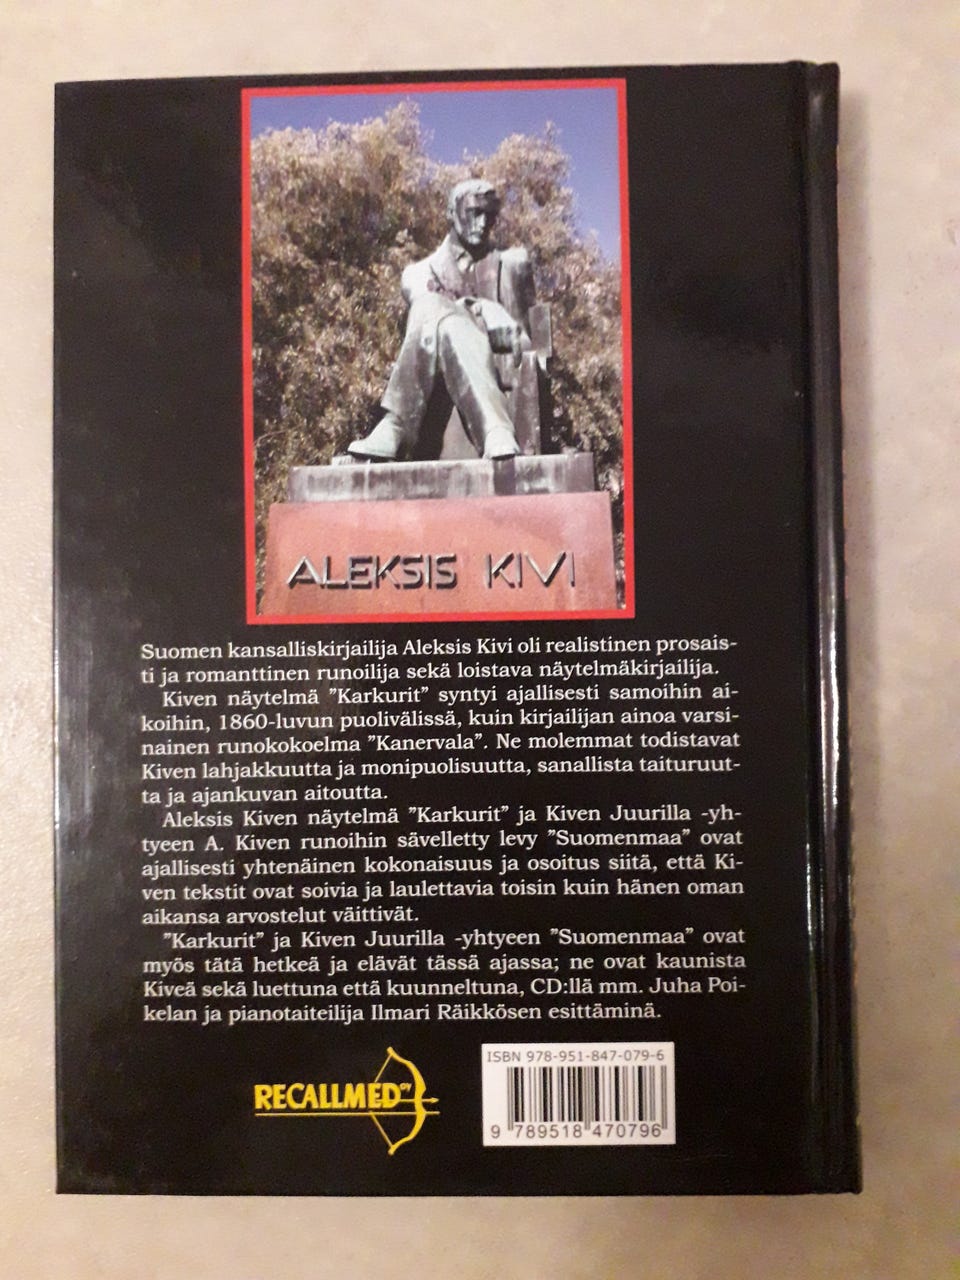 ALEKSIS KIVI
Suomen kansalliskirjailija Aleksis Kivi oli realistinen prosais-
ti ja romanttinen runoilija sekä loistava näytelmäkirjailija.
Kiven näytelmä "Karkurit" syntyi ajallisesti samoihin ai-
koihin, 1860-luvun puolivälissä, kuin kirjailijan ainoa varsi-
nainen runokokoelma "Kanervala". Ne molemmat todistavat
Kiven lahjakkuutta ja monipuolisuutta, sanallista taituruut-
ta ja ajankuvan aitoutta.
Aleksis Kiven näytelmä "Karkurit" ja Kiven Juurilla -yh-
tyeen A. Kiven runoihin sävelletty levy "Suomenmaa" ovat
ajallisesti yhtenäinen kokonaisuus ja osoitus siitä, että Ki-
ven tekstit ovat soivia ja laulettavia toisin kuin hänen oman
aikansa arvostelut väittivät.
"Karkurit" ja Kiven Juurilla -yhtyeen "Suomenmaa" ovat
myös tätä hetkeä ja elävät tässä ajassa; ne ovat kaunista
Kiveä sekä luettuna että kuunneltuna, CD:llä mm. Juha Poi-
kelan ja pianotaiteilija Ilmari Räikkösen esittäminä.
RECALLMED OY
ISBN 978-951-847-079-6
9 789518 470796